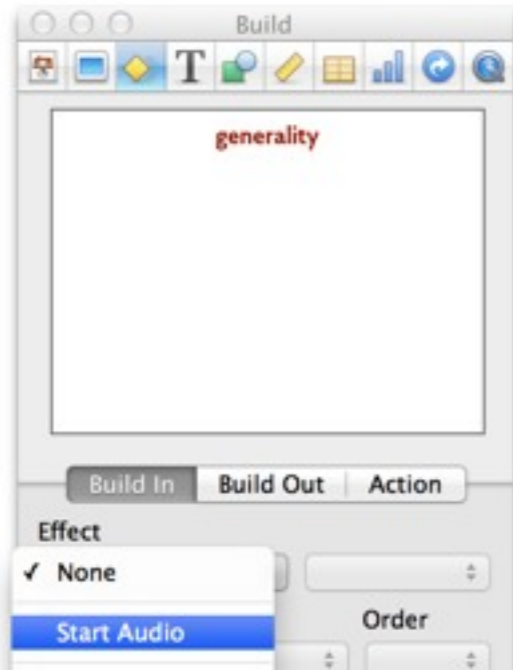 Build
T
generality
Build In Build Out Action
Effect
✓ None
Order
Start Audio